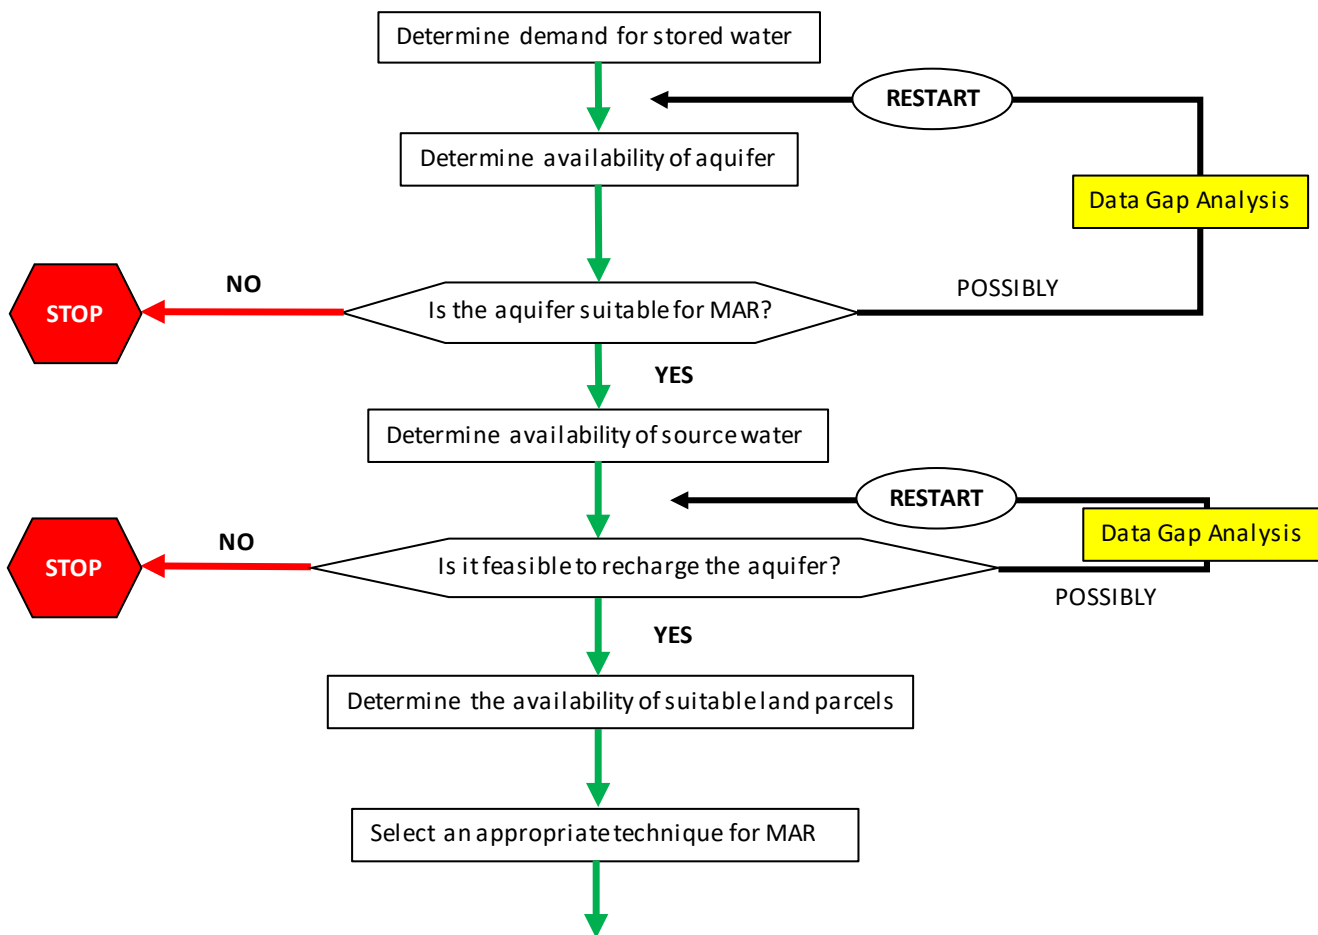 Determine demand for stored water
RESTART
Determine availability of aquifer
Data Gap Analysis
NO
POSSIBLY
STOP
Is the aquifer suitable for MAR?
YES
Determine availability of source water
RESTART
Data Gap Analysis
NO
STOP
Is it feasible to recharge the aquifer?
POSSIBLY
YES
Determine the availability of suitable land parcels
Select an appropriate technique for MAR